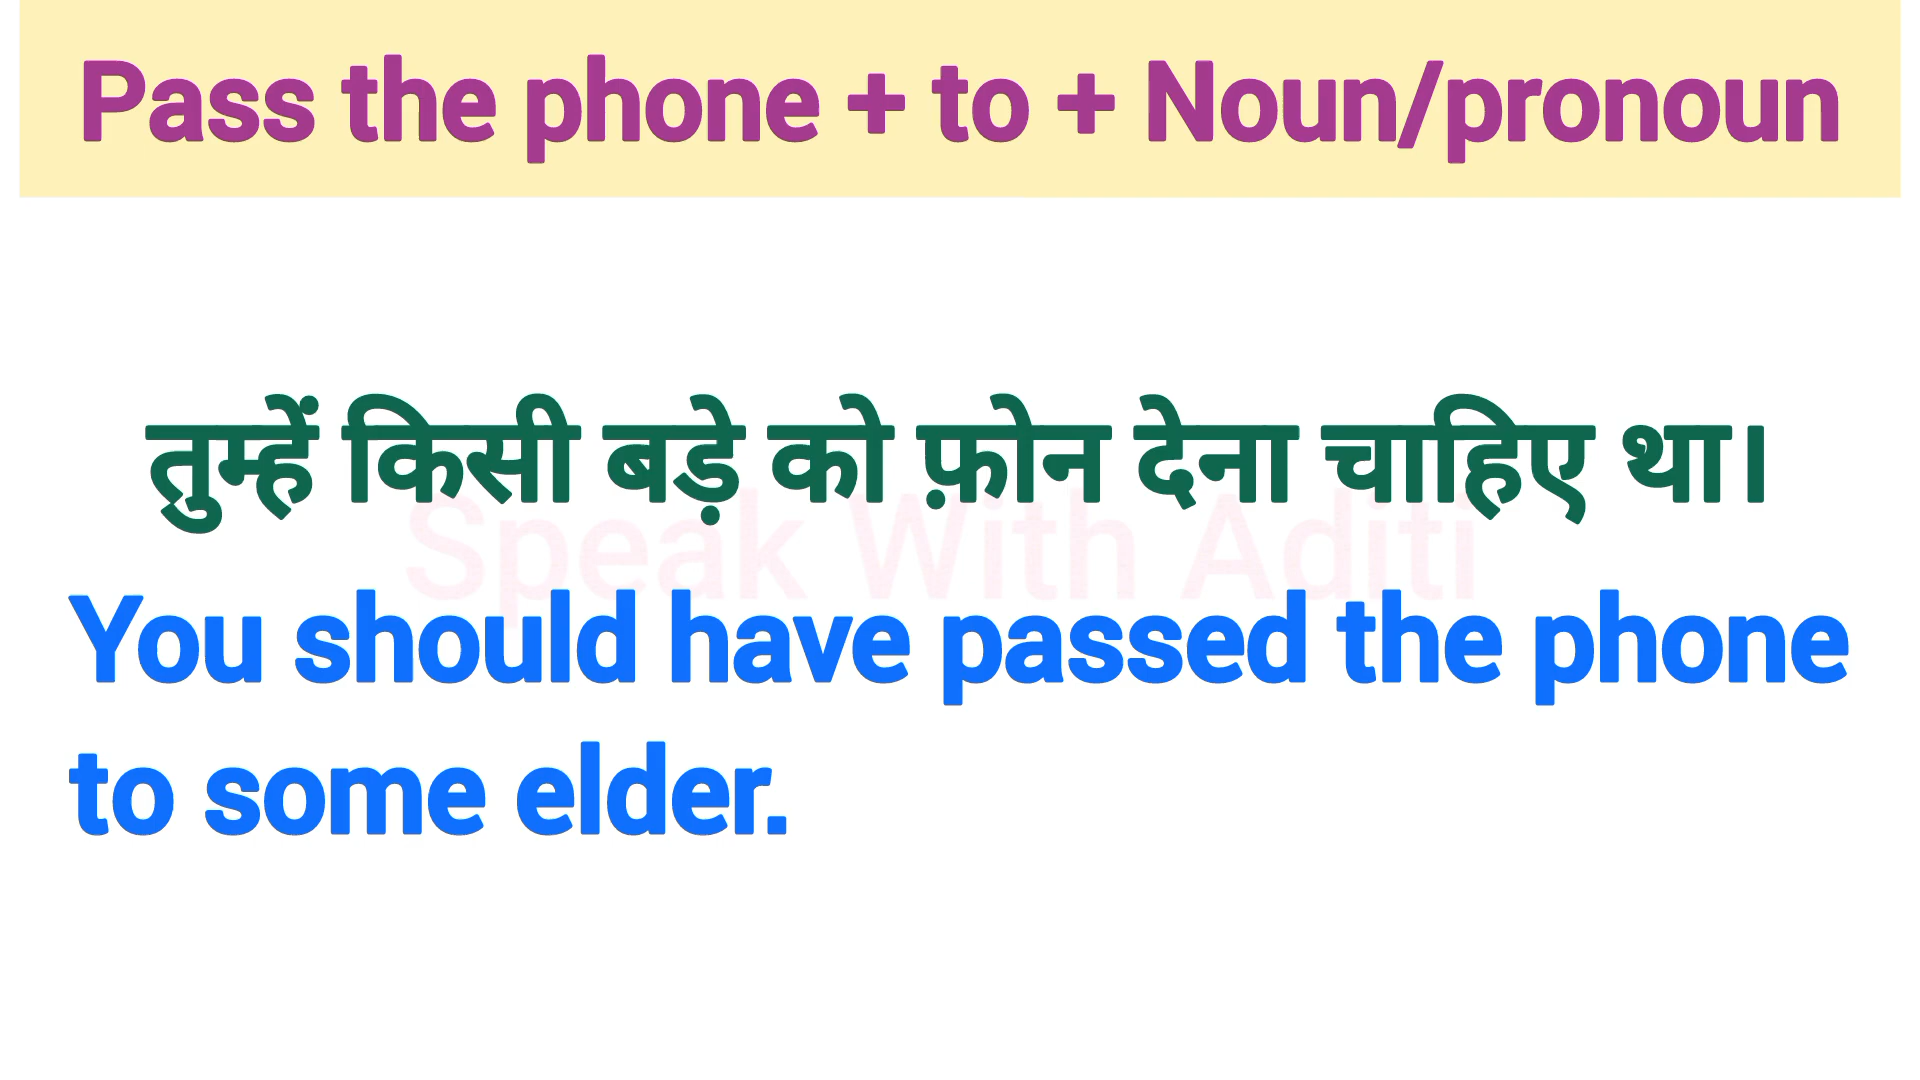 Pass the phone + to + Noun/pronoun
तुम्हें किसी बड़े को फ़ोन देना चाहिए था।
Speak With Aditi
You should have passed the phone
to some elder.